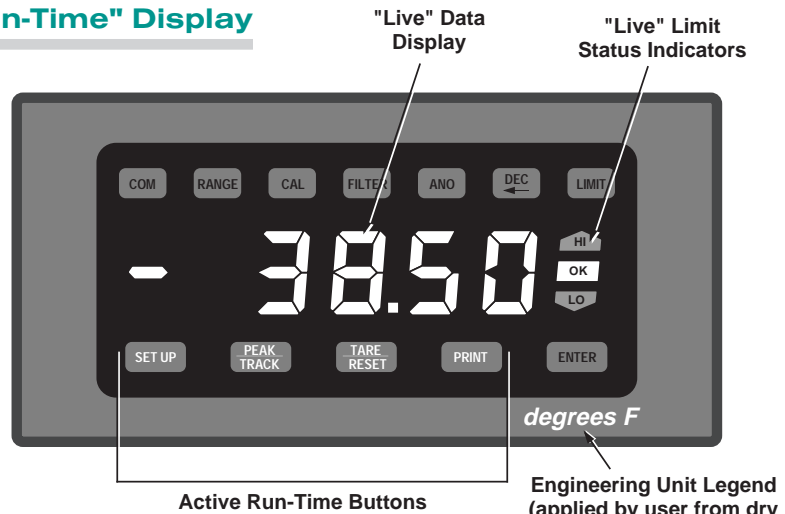 n-Time" Display
"Live" Data
Display
"Live" Limit
Status Indicators
COM RANGE CAL FILTER ANO DEC LIMIT
- 38.50
HI
OK
LO
SET UP PEAK TRACK TARE RESET PRINT ENTER
degrees F
Active Run-Time Buttons
Engineering Unit Legend
(applied by user from dry